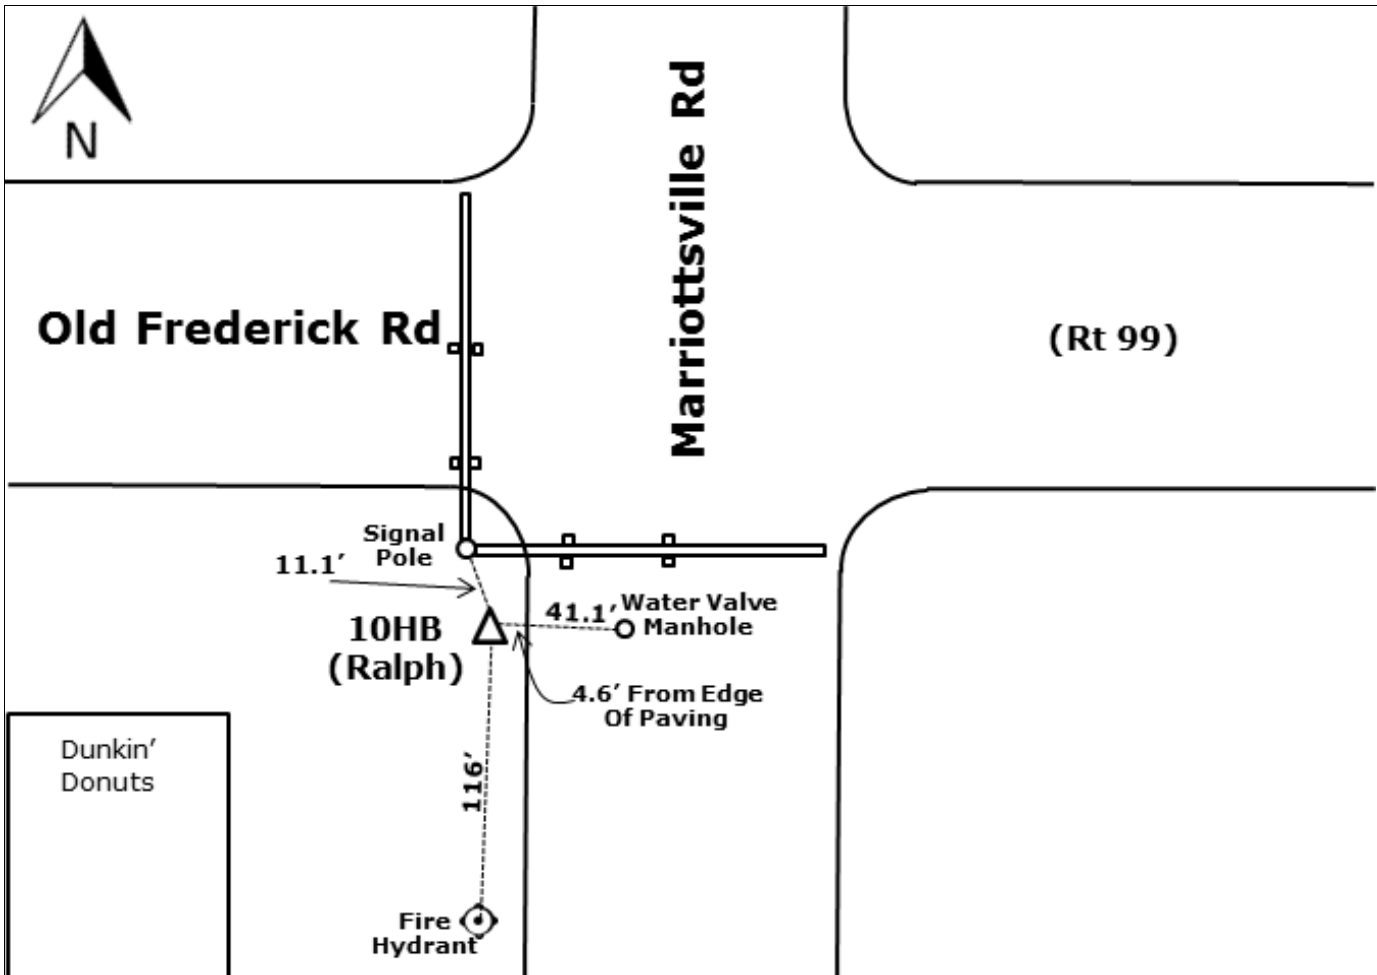 N
Marriottsville Rd
Old Frederick Rd
(Rt 99)
Signal
Pole
11.1'
41.1'
Water Valve
Manhole
10HB
(Ralph)
4.6' From Edge
Of Paving
Dunkin'
Donuts
116'
Fire
Hydrant